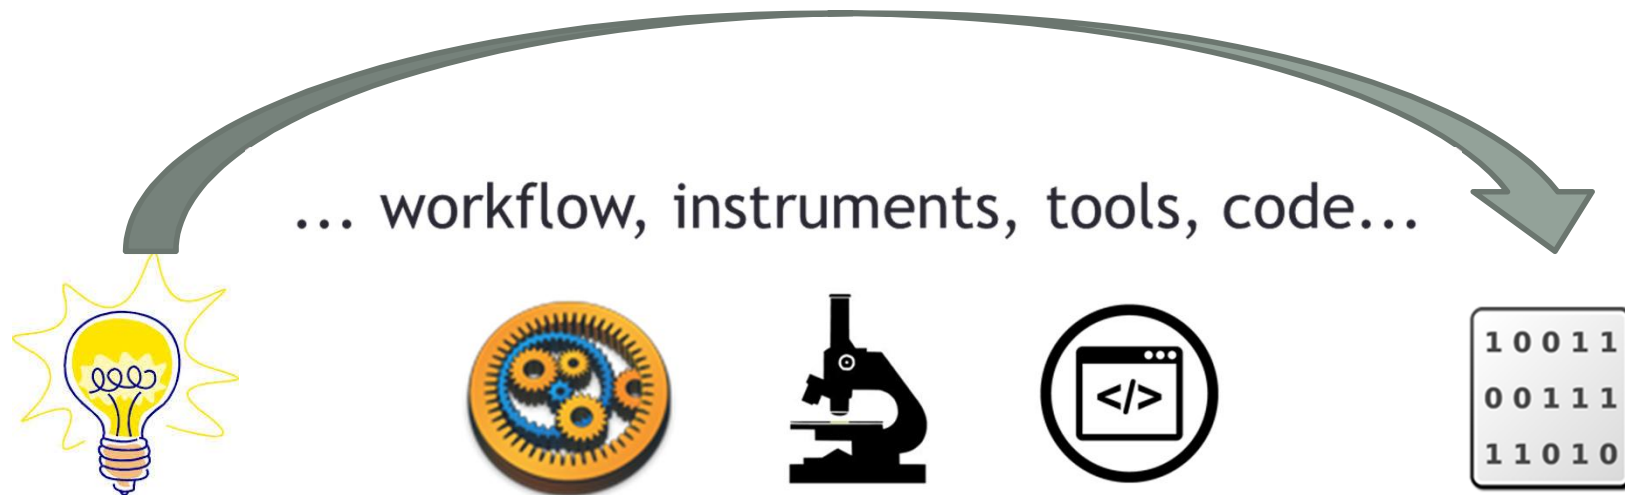 ... workflow, instruments, tools, code...
</>
10011
00111
11010